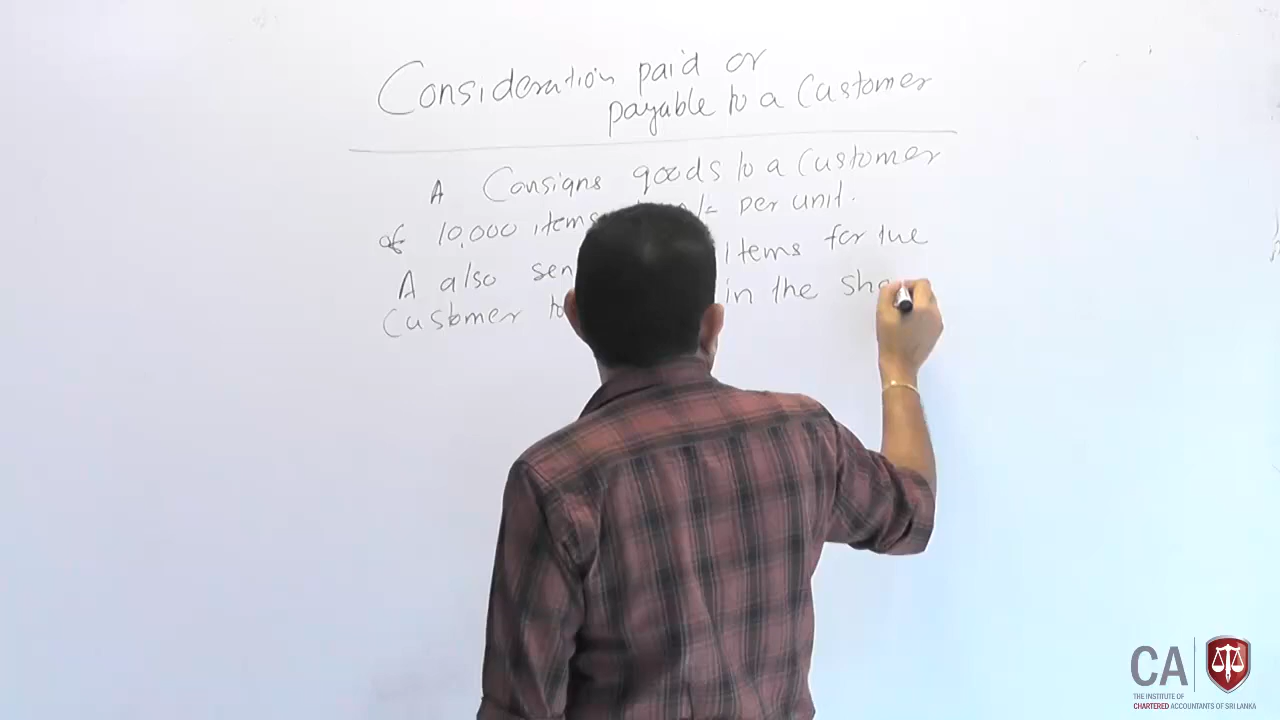 Consideration paid or
payable to a Customer
A Consigns goods to a Customer
of 10,000 items /= per unit.
A also items for the
Customer in the
CA
THE INSTITUTE OF
CHARTERED ACCOUNTANTS OF SRI LANKA